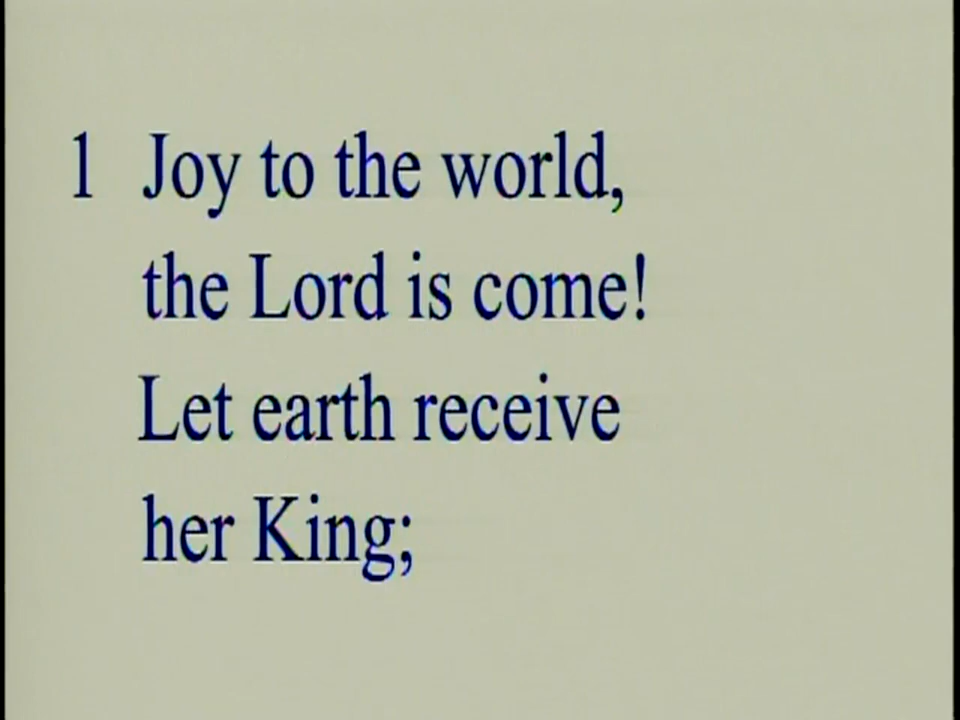 1 Joy to the world,
the Lord is come!
Let earth receive
her King;